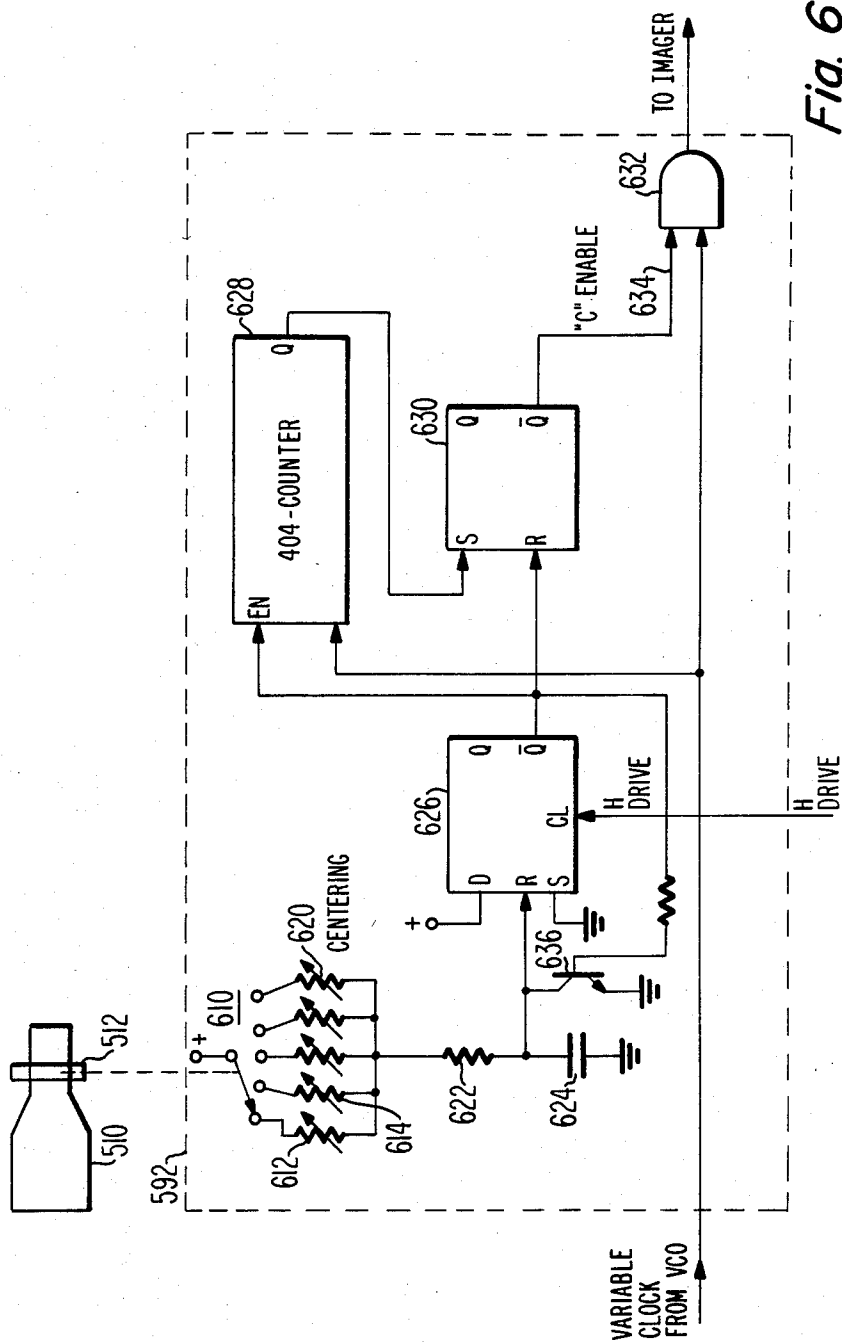 510
512
592
+
610
612
614
620
CENTERING
622
624
+
626
D
R
S
CL
Q
Q̅
636
H DRIVE
H DRIVE
628
404-COUNTER
EN
Q
630
S
R
Q
Q̅
"C" ENABLE
634
632
TO IMAGER
VARIABLE
CLOCK
FROM VCO
Fig. 6